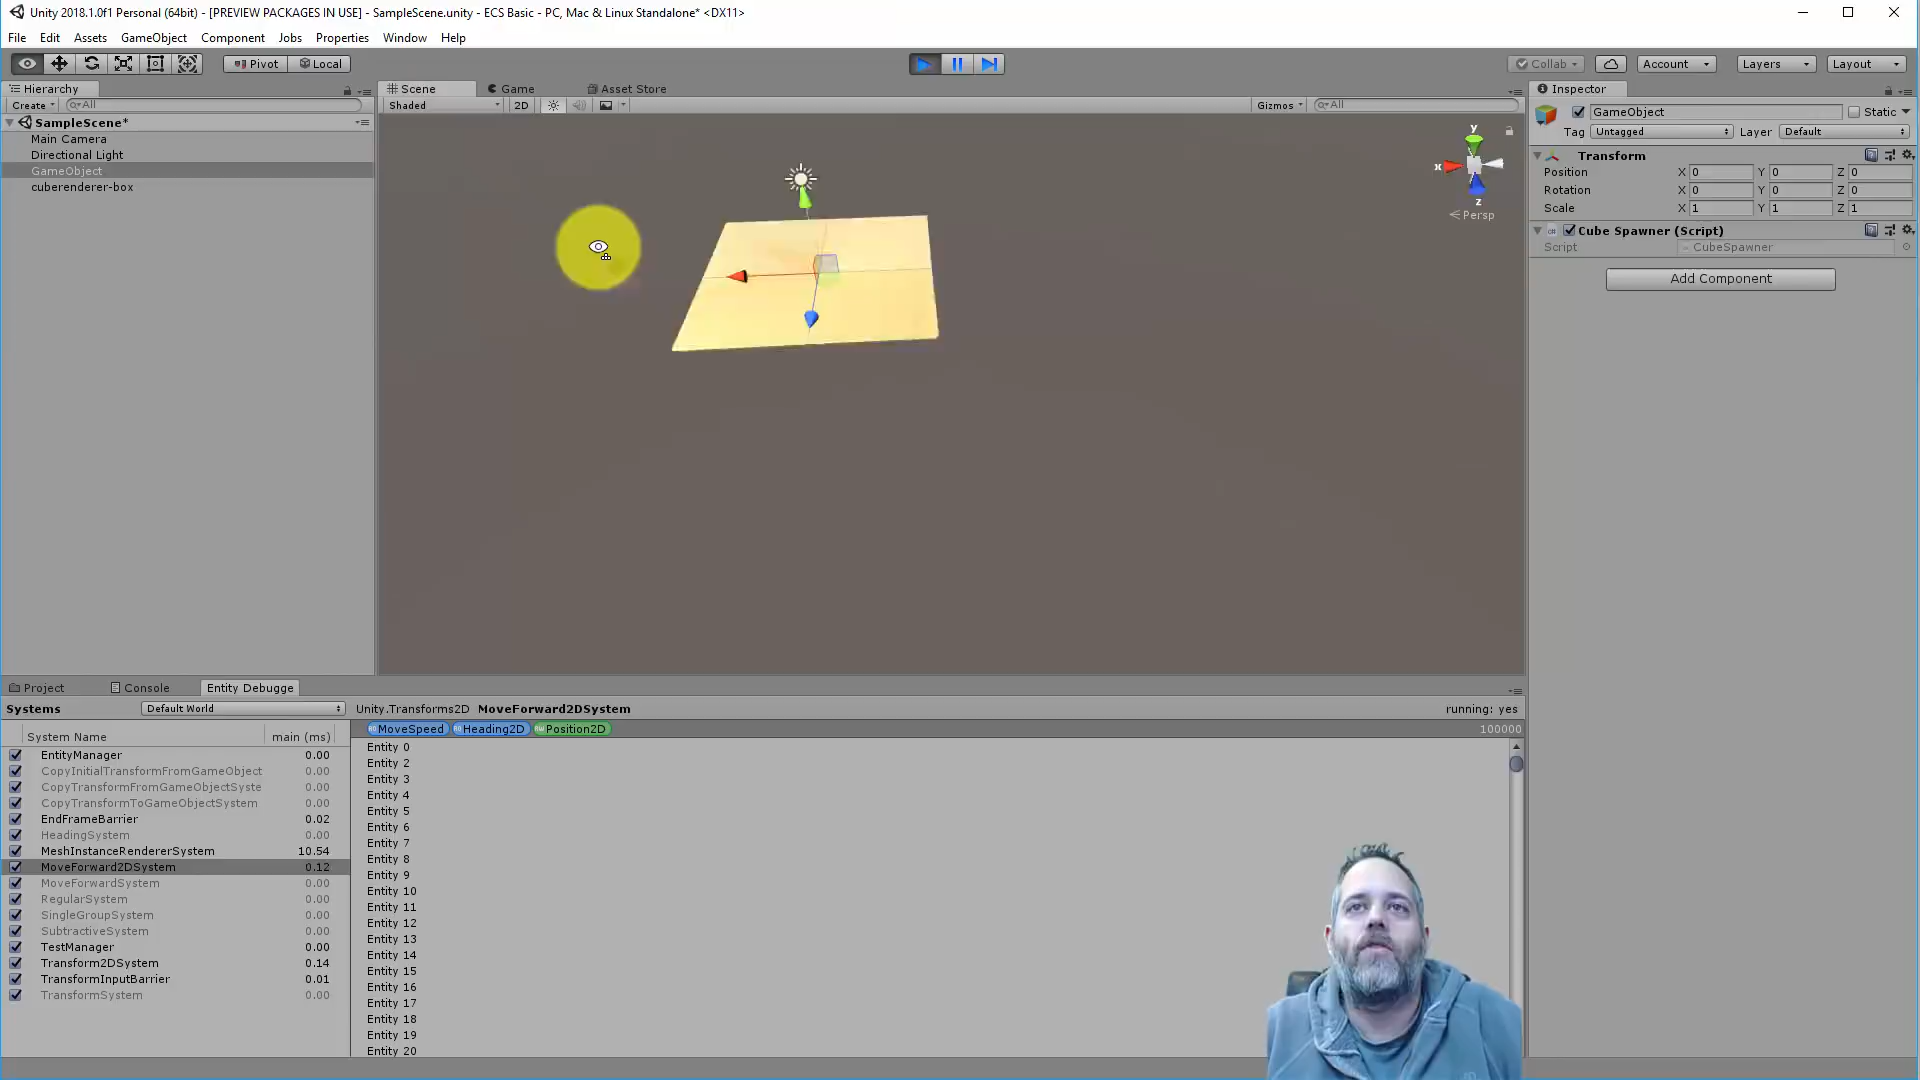 Unity 2018.1.0f1 Personal (64bit) - [PREVIEW PACKAGES IN USE] - SampleScene.unity - ECS Basic - PC, Mac & Linux Standalone* <DX11>
File Edit Assets GameObject Component Jobs Properties Window Help
Pivot Local Collab Account Layers Layout
Hierarchy
Create All
SampleScene*
Main Camera
Directional Light
GameObject
cuberenderer-box
Scene Game Asset Store
Shaded 2D Gizmos All
y
x
z
Persp
Inspector
GameObject Static
Tag Untagged Layer Default
Transform
Position X 0 Y 0 Z 0
Rotation X 0 Y 0 Z 0
Scale X 1 Y 1 Z 1
Cube Spawner (Script)
Script CubeSpawner
Add Component
Project Console Entity Debugge
Systems Default World
System Name main (ms)
EntityManager 0.00
CopyInitialTransformFromGameObject 0.00
CopyTransformFromGameObjectSyste 0.00
CopyTransformToGameObjectSystem 0.00
EndFrameBarrier 0.02
HeadingSystem 0.00
MeshInstanceRendererSystem 10.54
MoveForward2DSystem 0.12
MoveForwardSystem 0.00
RegularSystem 0.00
SingleGroupSystem 0.00
SubtractiveSystem 0.00
TestManager 0.00
Transform2DSystem 0.14
TransformInputBarrier 0.01
TransformSystem 0.00
Unity.Transforms2D MoveForward2DSystem running: yes
MoveSpeed Heading2D Position2D 100000
Entity 0
Entity 2
Entity 3
Entity 4
Entity 5
Entity 6
Entity 7
Entity 8
Entity 9
Entity 10
Entity 11
Entity 12
Entity 13
Entity 14
Entity 15
Entity 16
Entity 17
Entity 18
Entity 19
Entity 20